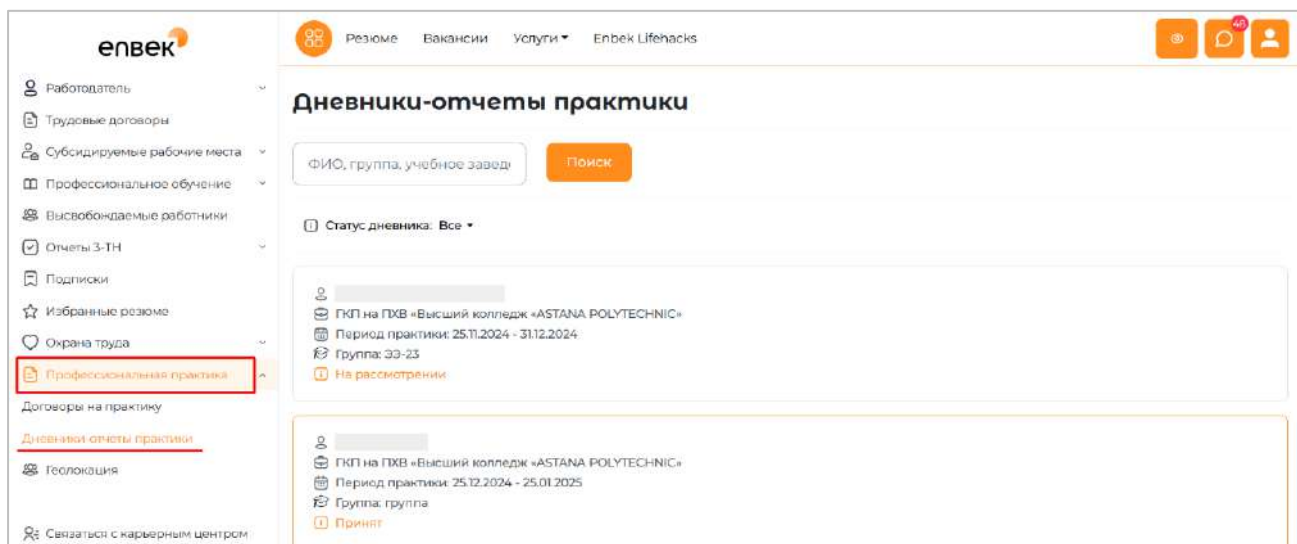 enbek
Резюме Вакансии Услуги Enbek Lifehacks
46
Работодатель
Трудовые договоры
Субсидируемые рабочие места
Профессиональное обучение
Высвобождаемые работники
Отчеты 3-ТН
Подписки
Избранные резюме
Охрана труда
Профессиональная практика
Договоры на практику
Дневники-отчеты практики
Геолокация
Связаться с карьерным центром
Дневники-отчеты практики
ФИО, группа, учебное завед
Поиск
Статус дневника: Все
ГКП на ПХВ «Высший колледж «ASTANA POLYTECHNIC»
Период практики: 25.11.2024 - 31.12.2024
Группа: ЭЭ-23
На рассмотрении
ГКП на ПХВ «Высший колледж «ASTANA POLYTECHNIC»
Период практики: 25.12.2024 - 25.01.2025
Группа: группа
Принят